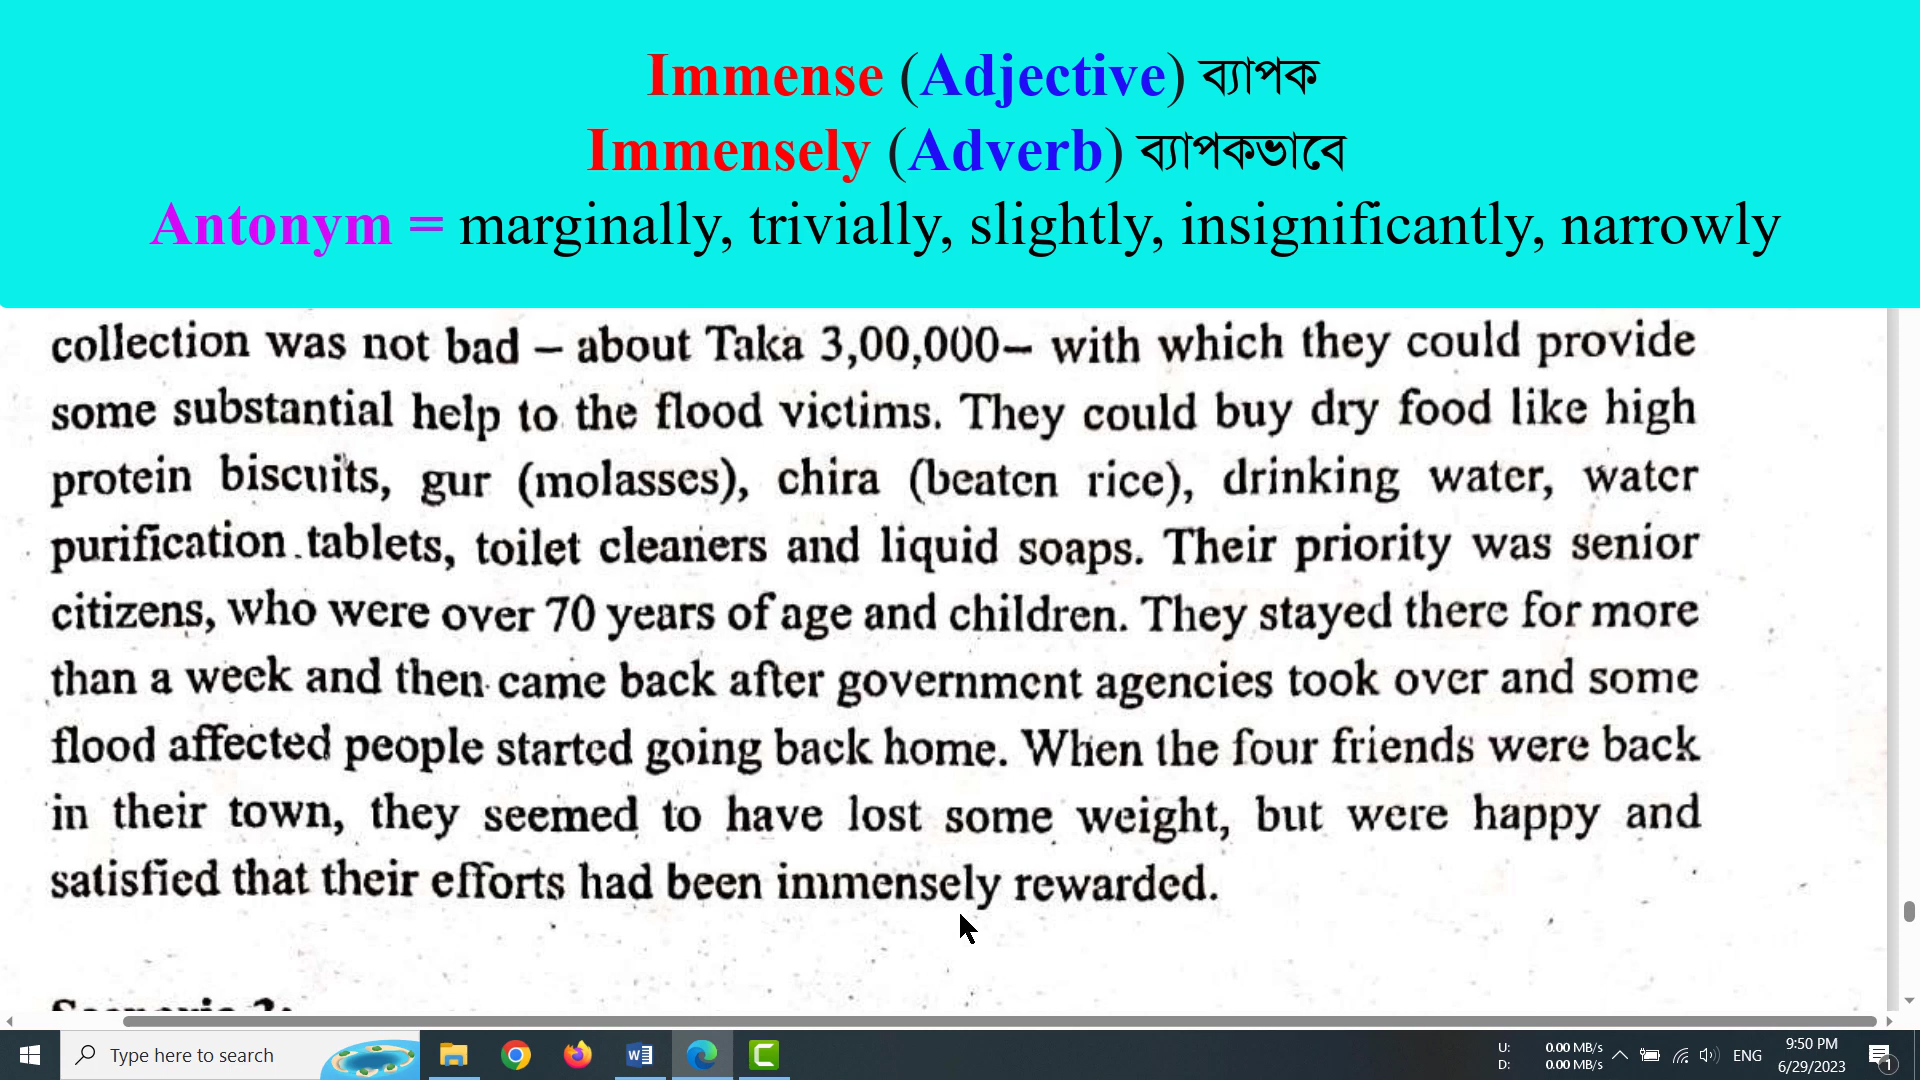 Immense (Adjective) ব্যাপক
Immensely (Adverb) ব্যাপকভাবে
Antonym = marginally, trivially, slightly, insignificantly, narrowly
collection was not bad – about Taka 3,00,000– with which they could provide
some substantial help to the flood victims. They could buy dry food like high
protein biscuits, gur (molasses), chira (beaten rice), drinking water, water
purification tablets, toilet cleaners and liquid soaps. Their priority was senior
citizens, who were over 70 years of age and children. They stayed there for more
than a week and then came back after government agencies took over and some
flood affected people started going back home. When the four friends were back
in their town, they seemed to have lost some weight, but were happy and
satisfied that their efforts had been immensely rewarded.
Type here to search
U: 0.00 MB/s
D: 0.00 MB/s
ENG
9:50 PM
6/29/2023
1